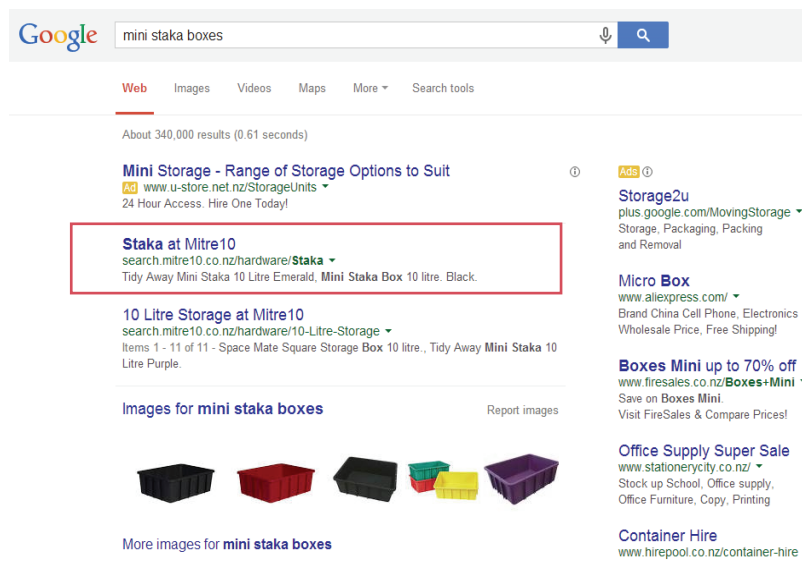 Google
mini staka boxes
Web Images Videos Maps More Search tools
About 340,000 results (0.61 seconds)
Mini Storage - Range of Storage Options to Suit
Ad www.u-store.net.nz/StorageUnits
24 Hour Access. Hire One Today!
Staka at Mitre10
search.mitre10.co.nz/hardware/Staka
Tidy Away Mini Staka 10 Litre Emerald, Mini Staka Box 10 litre. Black.
10 Litre Storage at Mitre10
search.mitre10.co.nz/hardware/10-Litre-Storage
Items 1 - 11 of 11 - Space Mate Square Storage Box 10 litre., Tidy Away Mini Staka 10
Litre Purple.
Images for mini staka boxes
Report images
More images for mini staka boxes
Ads
Storage2u
plus.google.com/MovingStorage
Storage, Packaging, Packing
and Removal
Micro Box
www.aliexpress.com/
Brand China Cell Phone, Electronics
Wholesale Price, Free Shipping!
Boxes Mini up to 70% off
www.firesales.co.nz/Boxes+Mini
Save on Boxes Mini.
Visit FireSales & Compare Prices!
Office Supply Super Sale
www.stationerycity.co.nz/
Stock up School, Office supply,
Office Furniture, Copy, Printing
Container Hire
www.hirepool.co.nz/container-hire